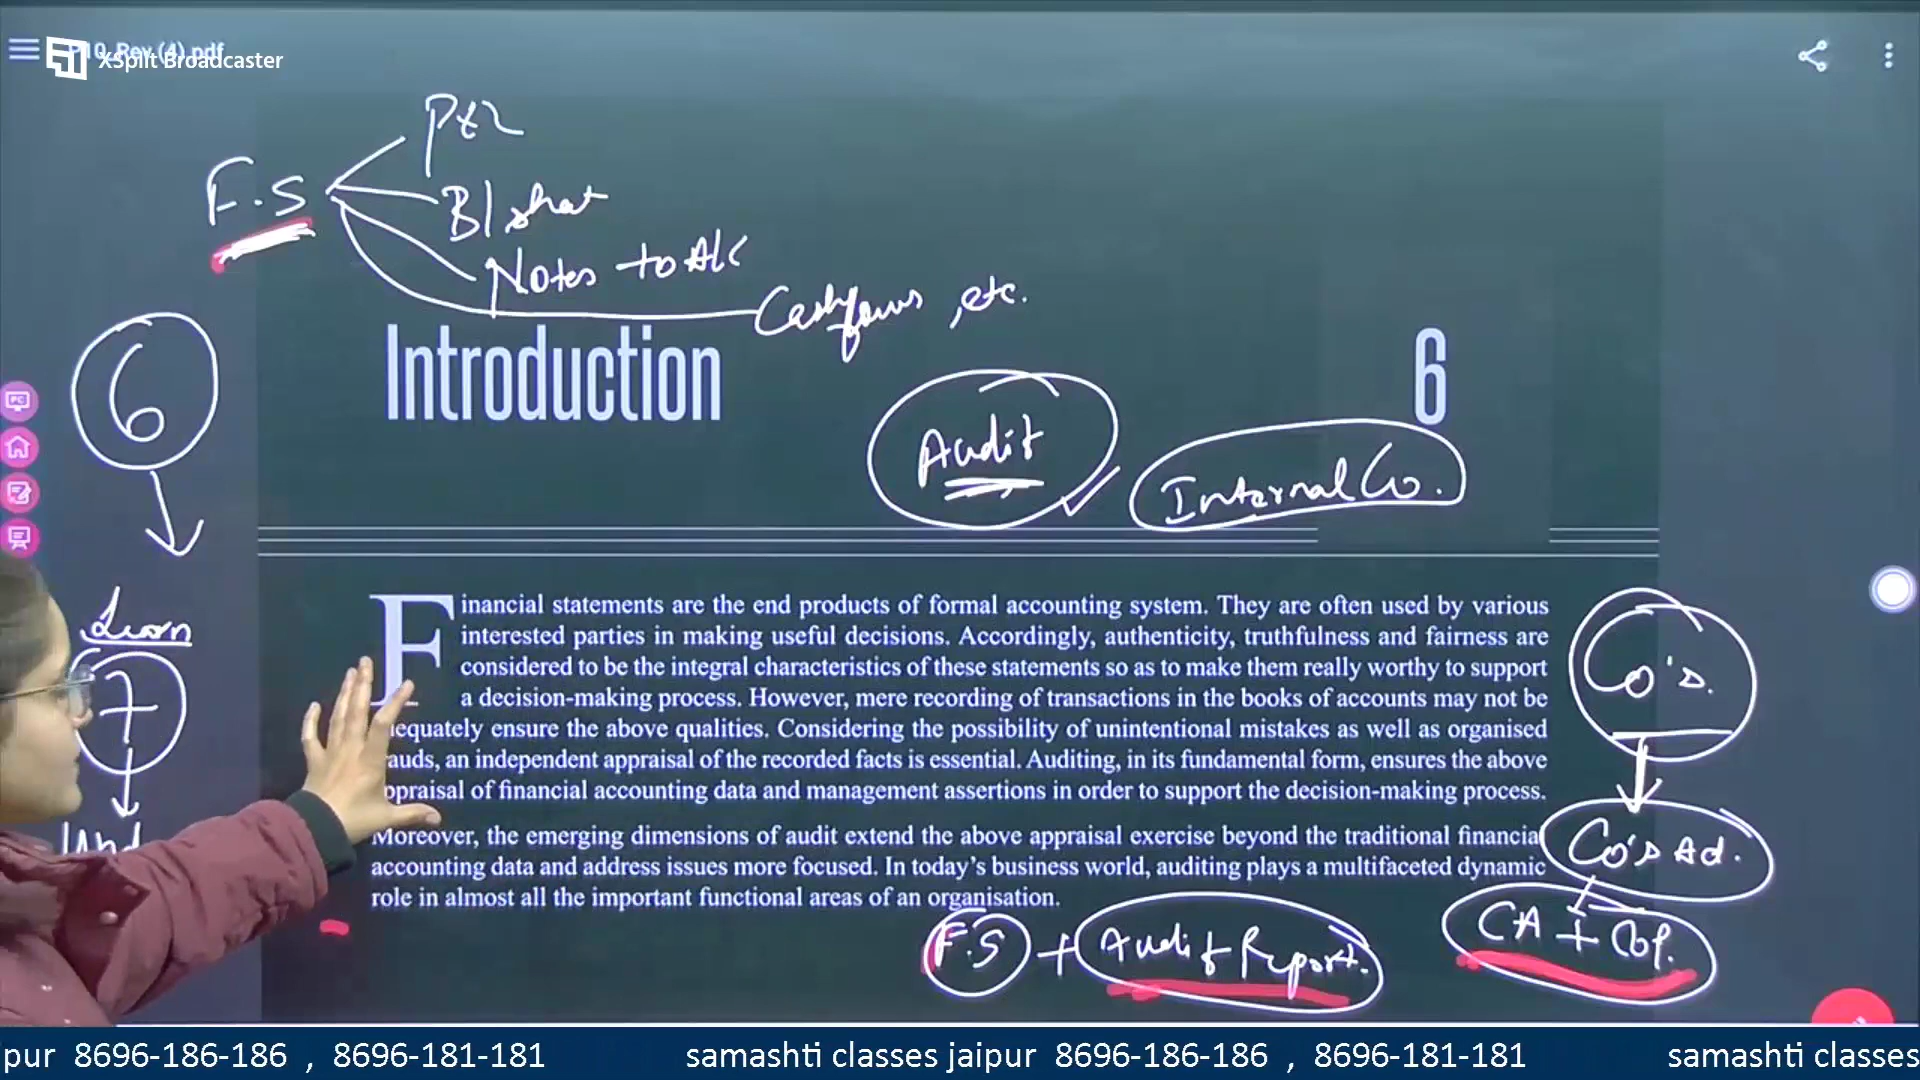 P10_Rev (4).pdf
XSplit Broadcaster
P&L
F.S
B/sheet
Notes to A/c
Cashflows, etc.
Introduction
6
6
Audit
Internal Co.
Learn
Financial statements are the end products of formal accounting system. They are often used by various
interested parties in making useful decisions. Accordingly, authenticity, truthfulness and fairness are
considered to be the integral characteristics of these statements so as to make them really worthy to support
a decision-making process. However, mere recording of transactions in the books of accounts may not be
dequately ensure the above qualities. Considering the possibility of unintentional mistakes as well as organised
auds, an independent appraisal of the recorded facts is essential. Auditing, in its fundamental form, ensures the above
ppraisal of financial accounting data and management assertions in order to support the decision-making process.
Moreover, the emerging dimensions of audit extend the above appraisal exercise beyond the traditional financia
accounting data and address issues more focused. In today's business world, auditing plays a multifaceted dynamic
role in almost all the important functional areas of an organisation.
Co's.
Co's Ad.
CA +
F.S + Audit Report.
pur 8696-186-186 , 8696-181-181 samashti classes jaipur 8696-186-186 , 8696-181-181 samashti classes